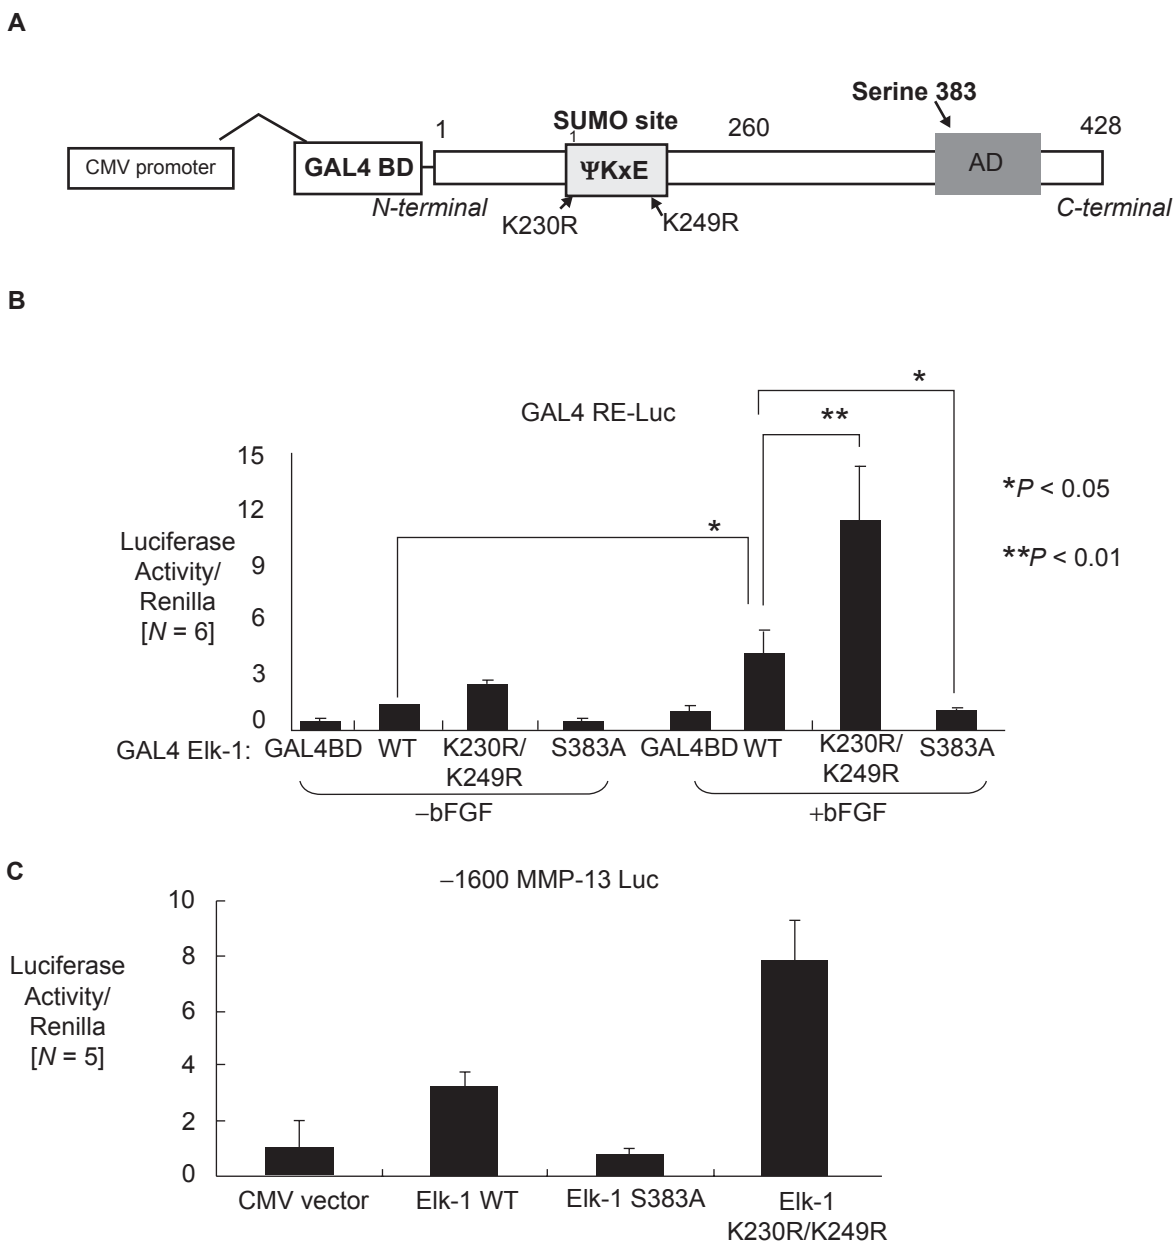 A
Serine 383
SUMO site
1
260
428
1
CMV promoter
GAL4 BD
ΨKxE
AD
N-terminal
C-terminal
K230R
K249R
B
GAL4 RE-Luc
*
**
*
*P < 0.05
**P < 0.01
Luciferase
Activity/
Renilla
[N = 6]
15
12
9
6
3
0
GAL4 Elk-1: GAL4BD WT K230R/ S383A GAL4BD WT K230R/ S383A
K249R K249R
–bFGF +bFGF
C
–1600 MMP-13 Luc
Luciferase
Activity/
Renilla
[N = 5]
10
8
6
4
2
0
CMV vector Elk-1 WT Elk-1 S383A Elk-1
K230R/K249R